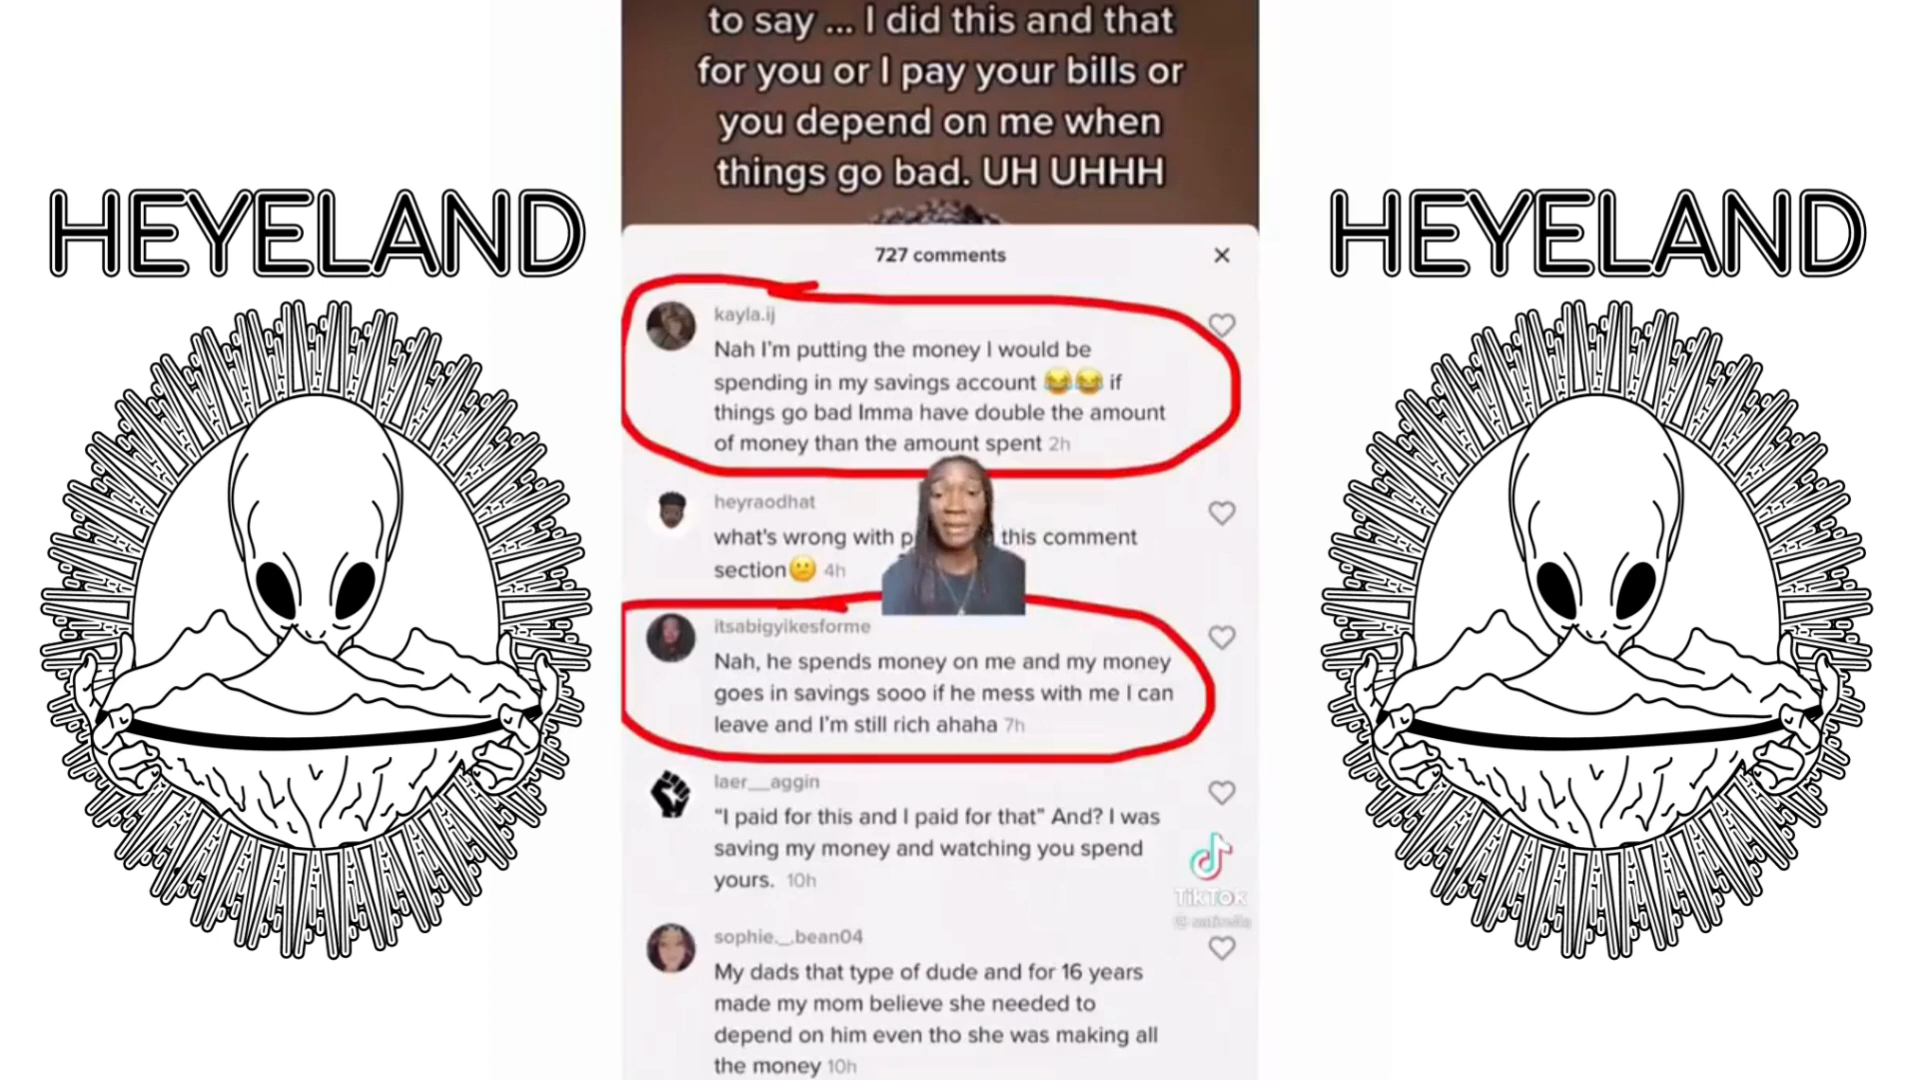 to say ... I did this and that
for you or I pay your bills or
you depend on me when
things go bad. UH UHHH
HEYELAND
HEYELAND
727 comments
kayla.ij
Nah I'm putting the money I would be
spending in my savings account 😂😂 if
things go bad Imma have double the amount
of money than the amount spent 2h
heyraodhat
what's wrong with this comment
section😕 4h
itsabigyikesforme
Nah, he spends money on me and my money
goes in savings sooo if he mess with me I can
leave and I'm still rich ahaha 7h
laer__aggin
"I paid for this and I paid for that" And? I was
saving my money and watching you spend
yours. 10h
TikTok
sophie._.bean04
My dads that type of dude and for 16 years
made my mom believe she needed to
depend on him even tho she was making all
the money 10h